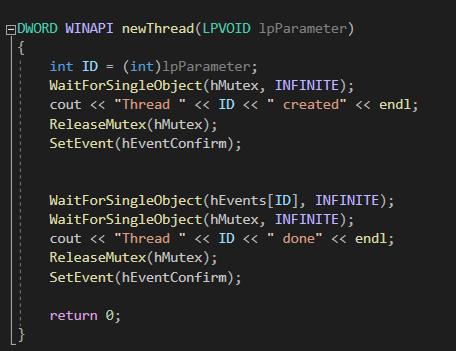 DWORD WINAPI newThread(LPVOID lpParameter)
{
    int ID = (int)lpParameter;
    WaitForSingleObject(hMutex, INFINITE);
    cout << "Thread " << ID << " created" << endl;
    ReleaseMutex(hMutex);
    SetEvent(hEventConfirm);
    WaitForSingleObject(hEvents[ID], INFINITE);
    WaitForSingleObject(hMutex, INFINITE);
    cout << "Thread " << ID << " done" << endl;
    ReleaseMutex(hMutex);
    SetEvent(hEventConfirm);
    return 0;
}